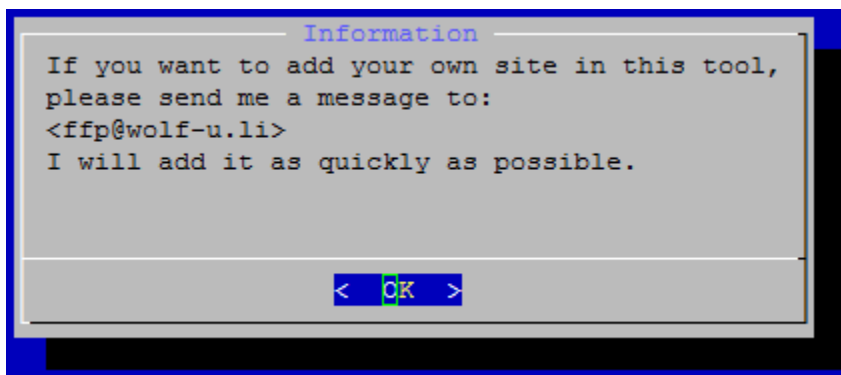 Information
If you want to add your own site in this tool,
please send me a message to:
<ffp@wolf-u.li>
I will add it as quickly as possible.
< OK >